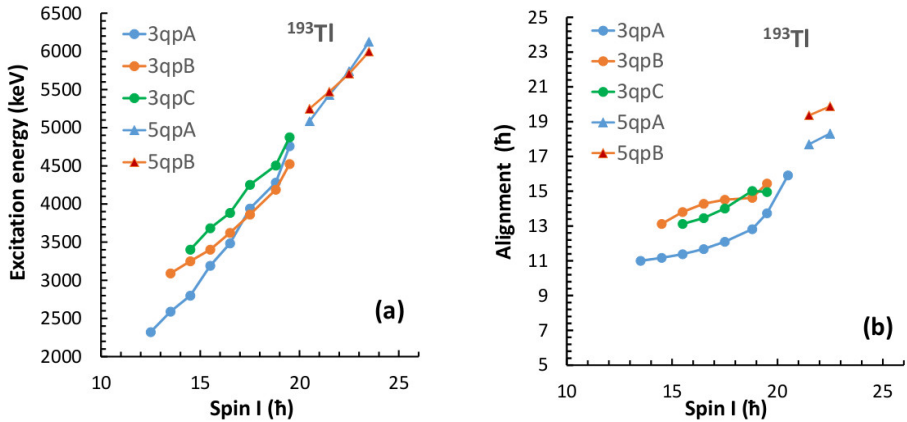 6500
6000
5500
5000
4500
4000
3500
3000
2500
2000
Excitation energy (keV)
3qpA
3qpB
3qpC
5qpA
5qpB
¹⁹³Tl
(a)
10 15 20 25
Spin I (ħ)
25
23
21
19
17
15
13
11
9
7
5
Alignment (ħ)
3qpA
3qpB
3qpC
5qpA
5qpB
¹⁹³Tl
(b)
10 15 20 25
Spin I (ħ)